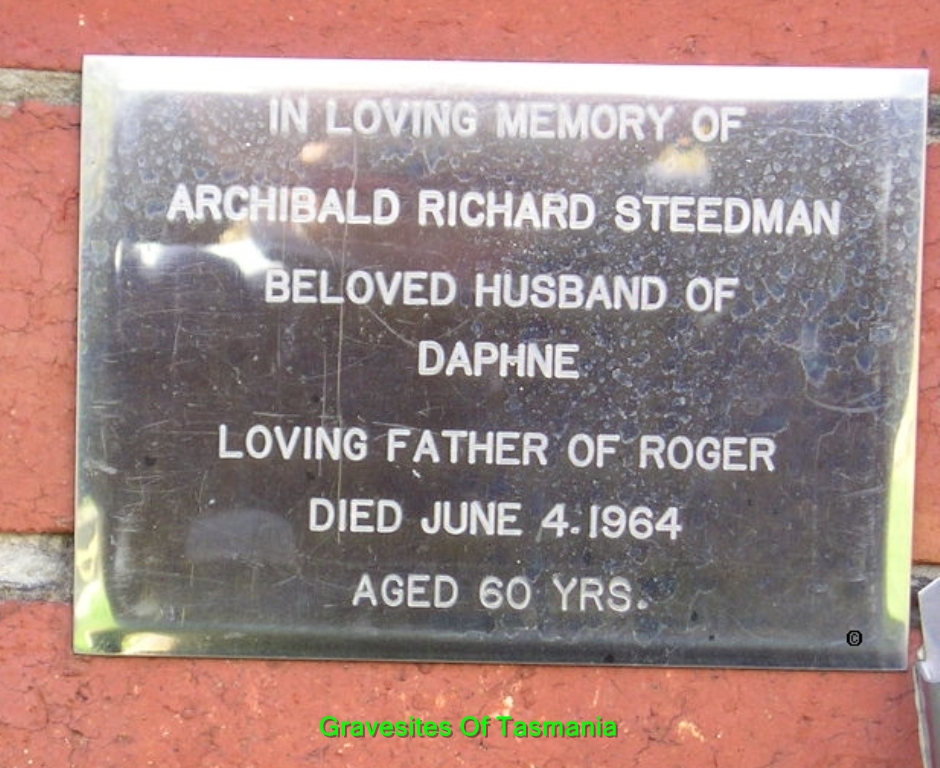 IN LOVING MEMORY OF
ARCHIBALD RICHARD STEEDMAN
BELOVED HUSBAND OF
DAPHNE
LOVING FATHER OF ROGER
DIED JUNE 4.1964
AGED 60 YRS.
©
Gravesites Of Tasmania